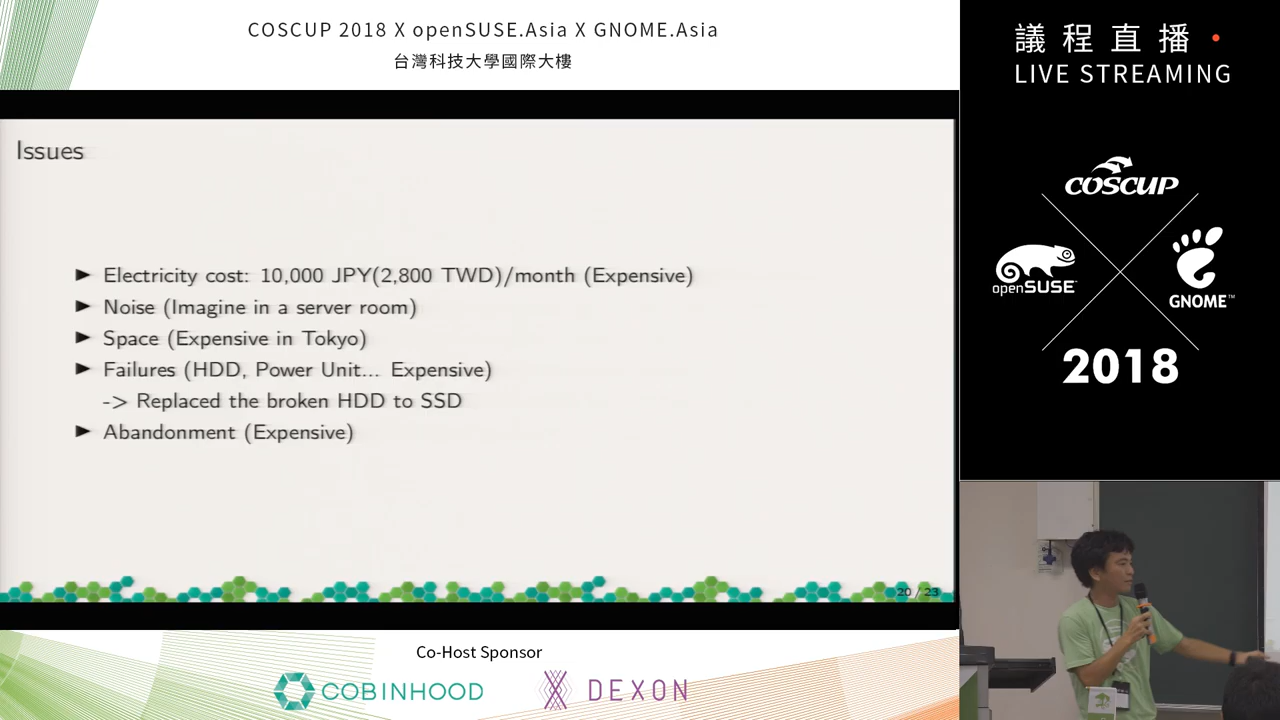 COSCUP 2018 X openSUSE.Asia X GNOME.Asia
台灣科技大學國際大樓
Issues
► Electricity cost: 10,000 JPY(2,800 TWD)/month (Expensive)
► Noise (Imagine in a server room)
► Space (Expensive in Tokyo)
► Failures (HDD, Power Unit... Expensive)
-> Replaced the broken HDD to SSD
► Abandonment (Expensive)
20 / 23
Co-Host Sponsor
COBINHOOD
DEXON
議程直播
LIVE STREAMING
COSCUP
openSUSE
GNOME™
2018